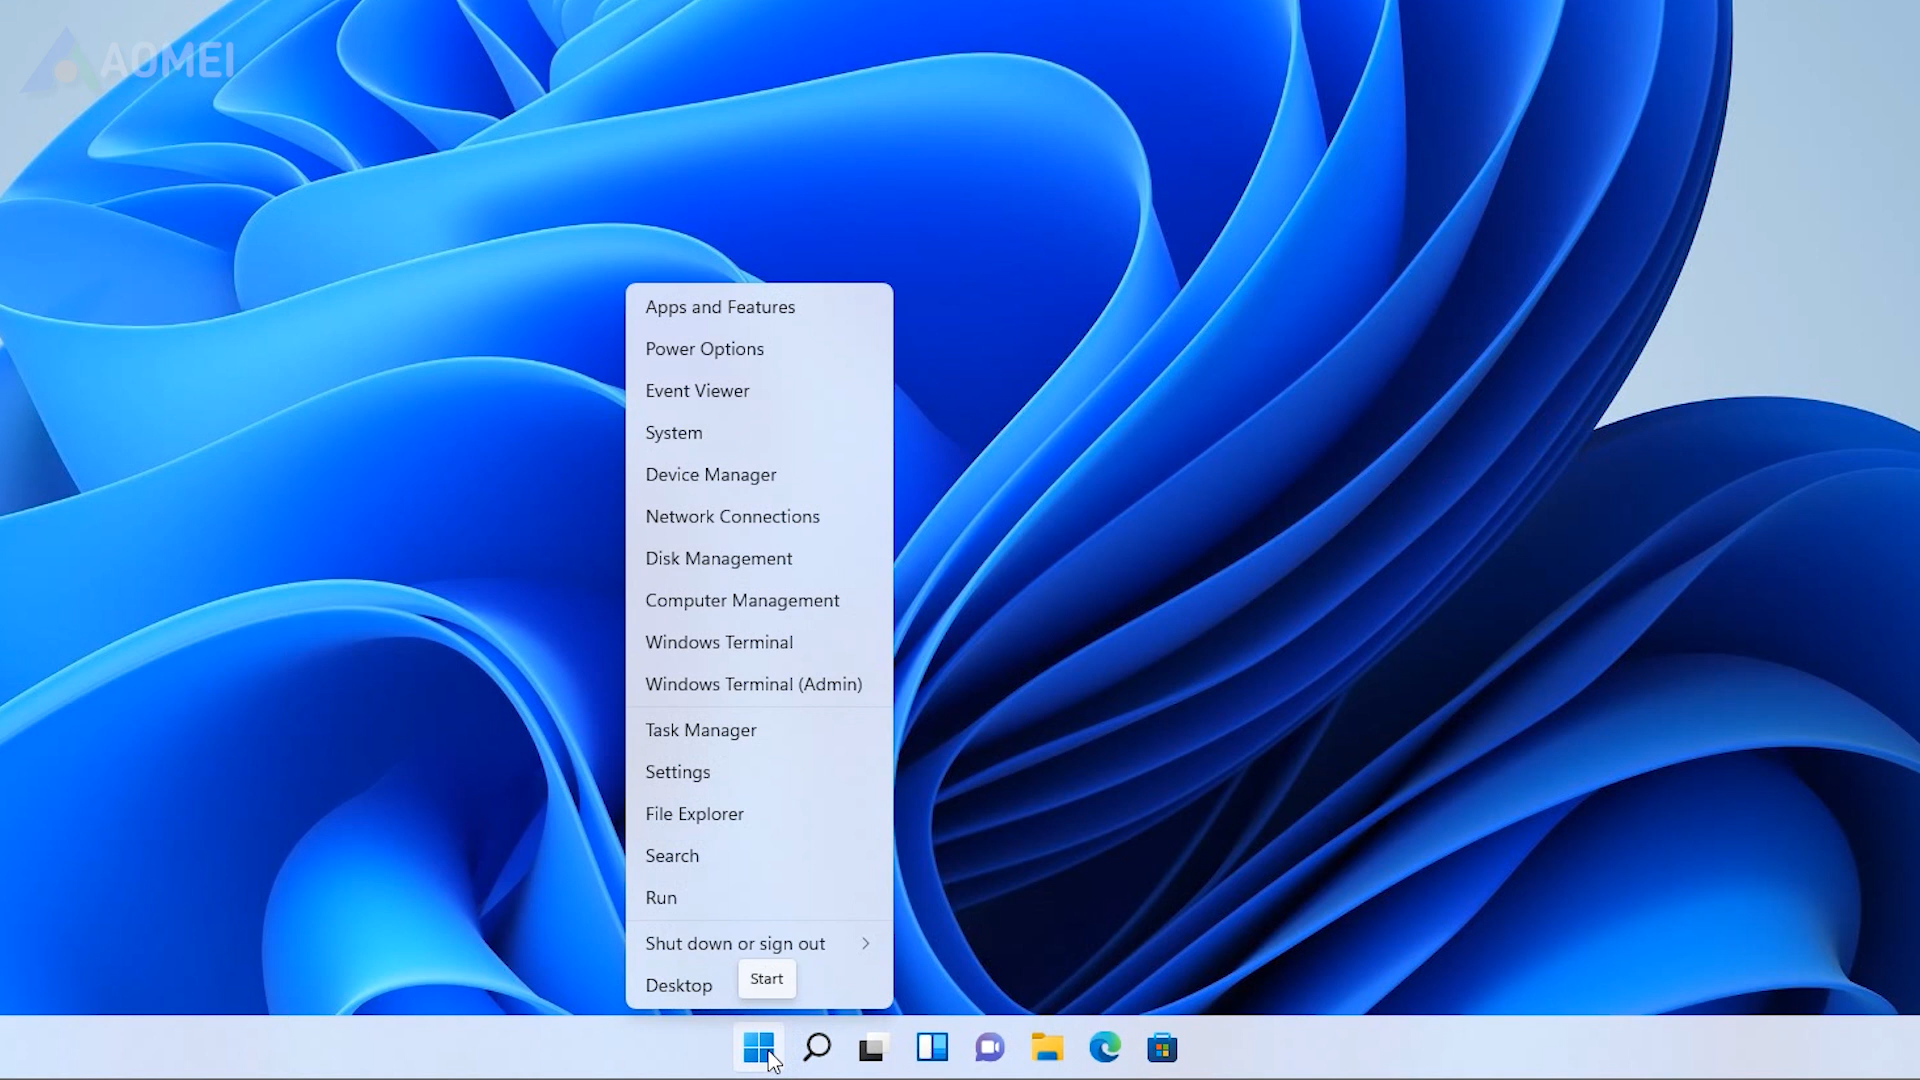 AOMEI
Apps and Features
Power Options
Event Viewer
System
Device Manager
Network Connections
Disk Management
Computer Management
Windows Terminal
Windows Terminal (Admin)
Task Manager
Settings
File Explorer
Search
Run
Shut down or sign out
Desktop
Start